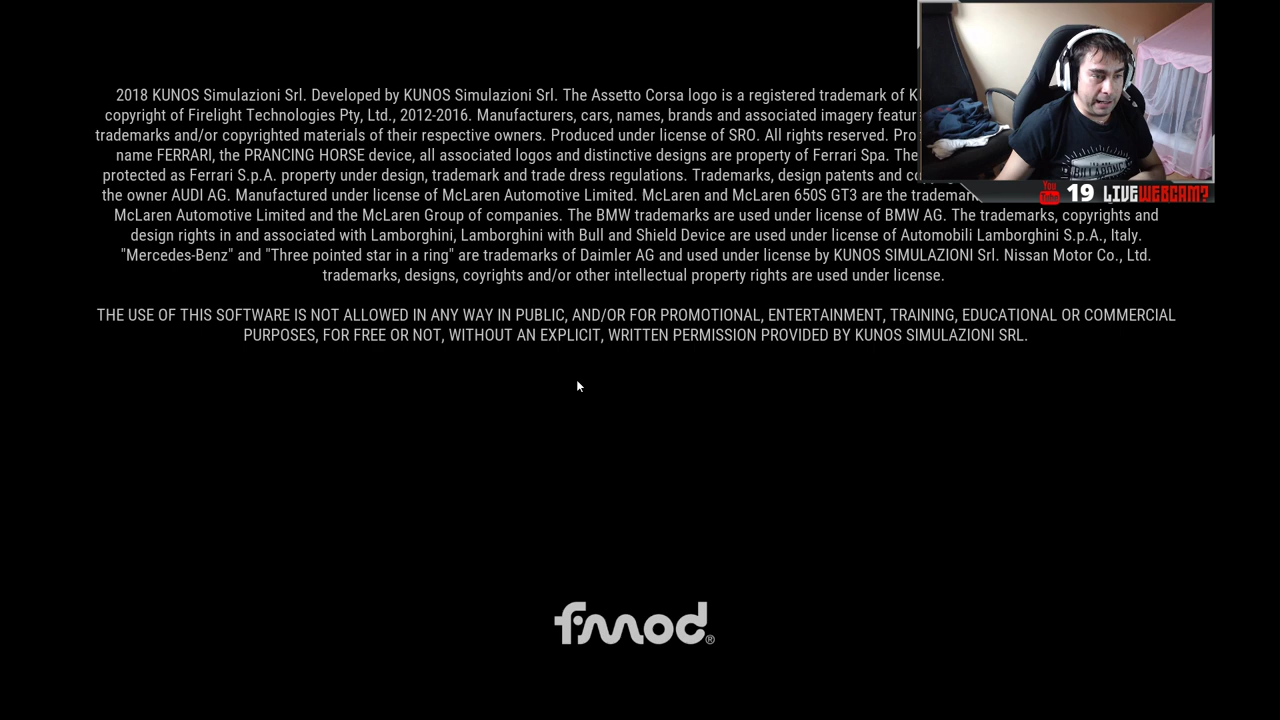 2018 KUNOS Simulazioni Srl. Developed by KUNOS Simulazioni Srl. The Assetto Corsa logo is a registered trademark of
copyright of Firelight Technologies Pty, Ltd., 2012-2016. Manufacturers, cars, names, brands and associated imagery
trademarks and/or copyrighted materials of their respective owners. Produced under license of SRO. All rights reserved.
name FERRARI, the PRANCING HORSE device, all associated logos and distinctive designs are property of Ferrari Spa. The
protected as Ferrari S.p.A. property under design, trademark and trade dress regulations. Trademarks, design patents and
the owner AUDI AG. Manufactured under license of McLaren Automotive Limited. McLaren and McLaren 650S GT3 are the
McLaren Automotive Limited and the McLaren Group of companies. The BMW trademarks are used under license of BMW AG. The trademarks, copyrights and
design rights in and associated with Lamborghini, Lamborghini with Bull and Shield Device are used under license of Automobili Lamborghini S.p.A., Italy.
"Mercedes-Benz" and "Three pointed star in a ring" are trademarks of Daimler AG and used under license by KUNOS SIMULAZIONI Srl. Nissan Motor Co., Ltd.
trademarks, designs, coyrights and/or other intellectual property rights are used under license.
THE USE OF THIS SOFTWARE IS NOT ALLOWED IN ANY WAY IN PUBLIC, AND/OR FOR PROMOTIONAL, ENTERTAINMENT, TRAINING, EDUCATIONAL OR COMMERCIAL
PURPOSES, FOR FREE OR NOT, WITHOUT AN EXPLICIT, WRITTEN PERMISSION PROVIDED BY KUNOS SIMULAZIONI SRL.
You Tube 19 LIVEWEBCAM?
fmod®